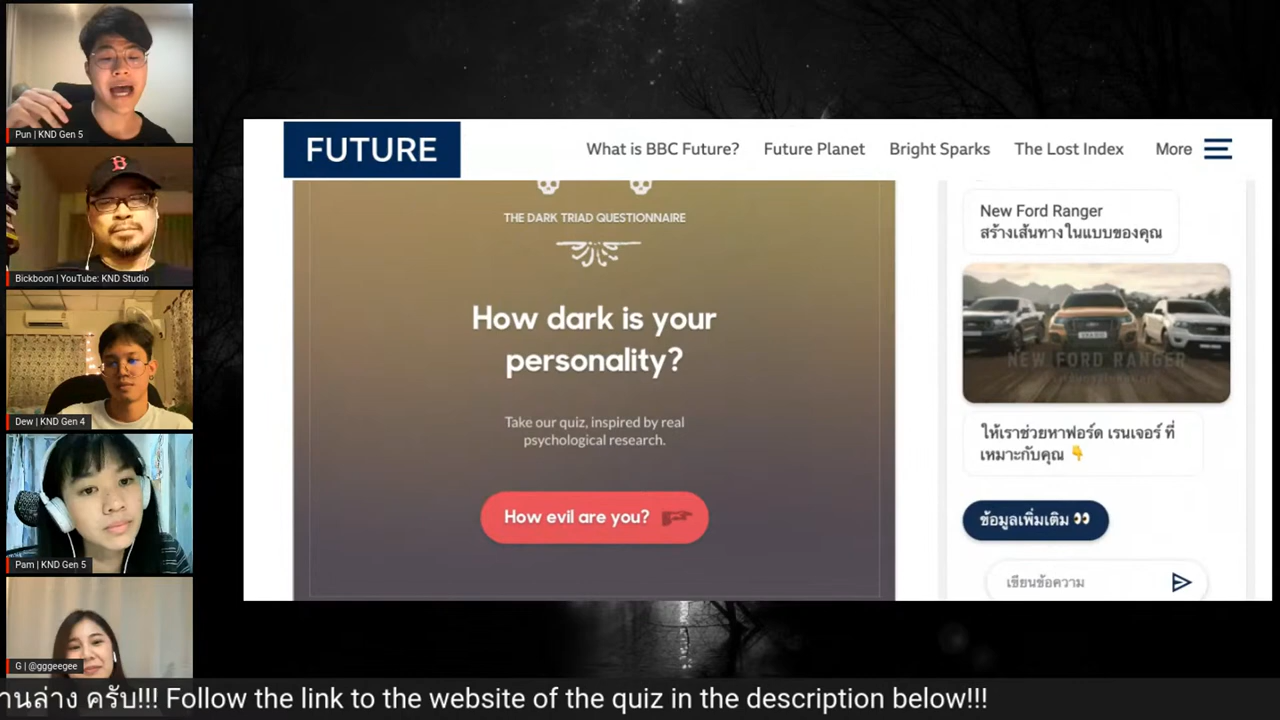 Pun | KND Gen 5
Bickboon | YouTube: KND Studio
Dew | KND Gen 4
Pam | KND Gen 5
G | @gggeegee
FUTURE
What is BBC Future?
Future Planet
Bright Sparks
The Lost Index
More
THE DARK TRIAD QUESTIONNAIRE
How dark is your
personality?
Take our quiz, inspired by real
psychological research.
How evil are you?
New Ford Ranger
สร้างเส้นทางในแบบของคุณ
NEW FORD RANGER
ให้เราช่วยหาฟอร์ด เรนเจอร์ ที่
เหมาะกับคุณ 👇
ข้อมูลเพิ่มเติม 👀
เขียนข้อความ
านล่าง ครับ!!! Follow the link to the website of the quiz in the description below!!!